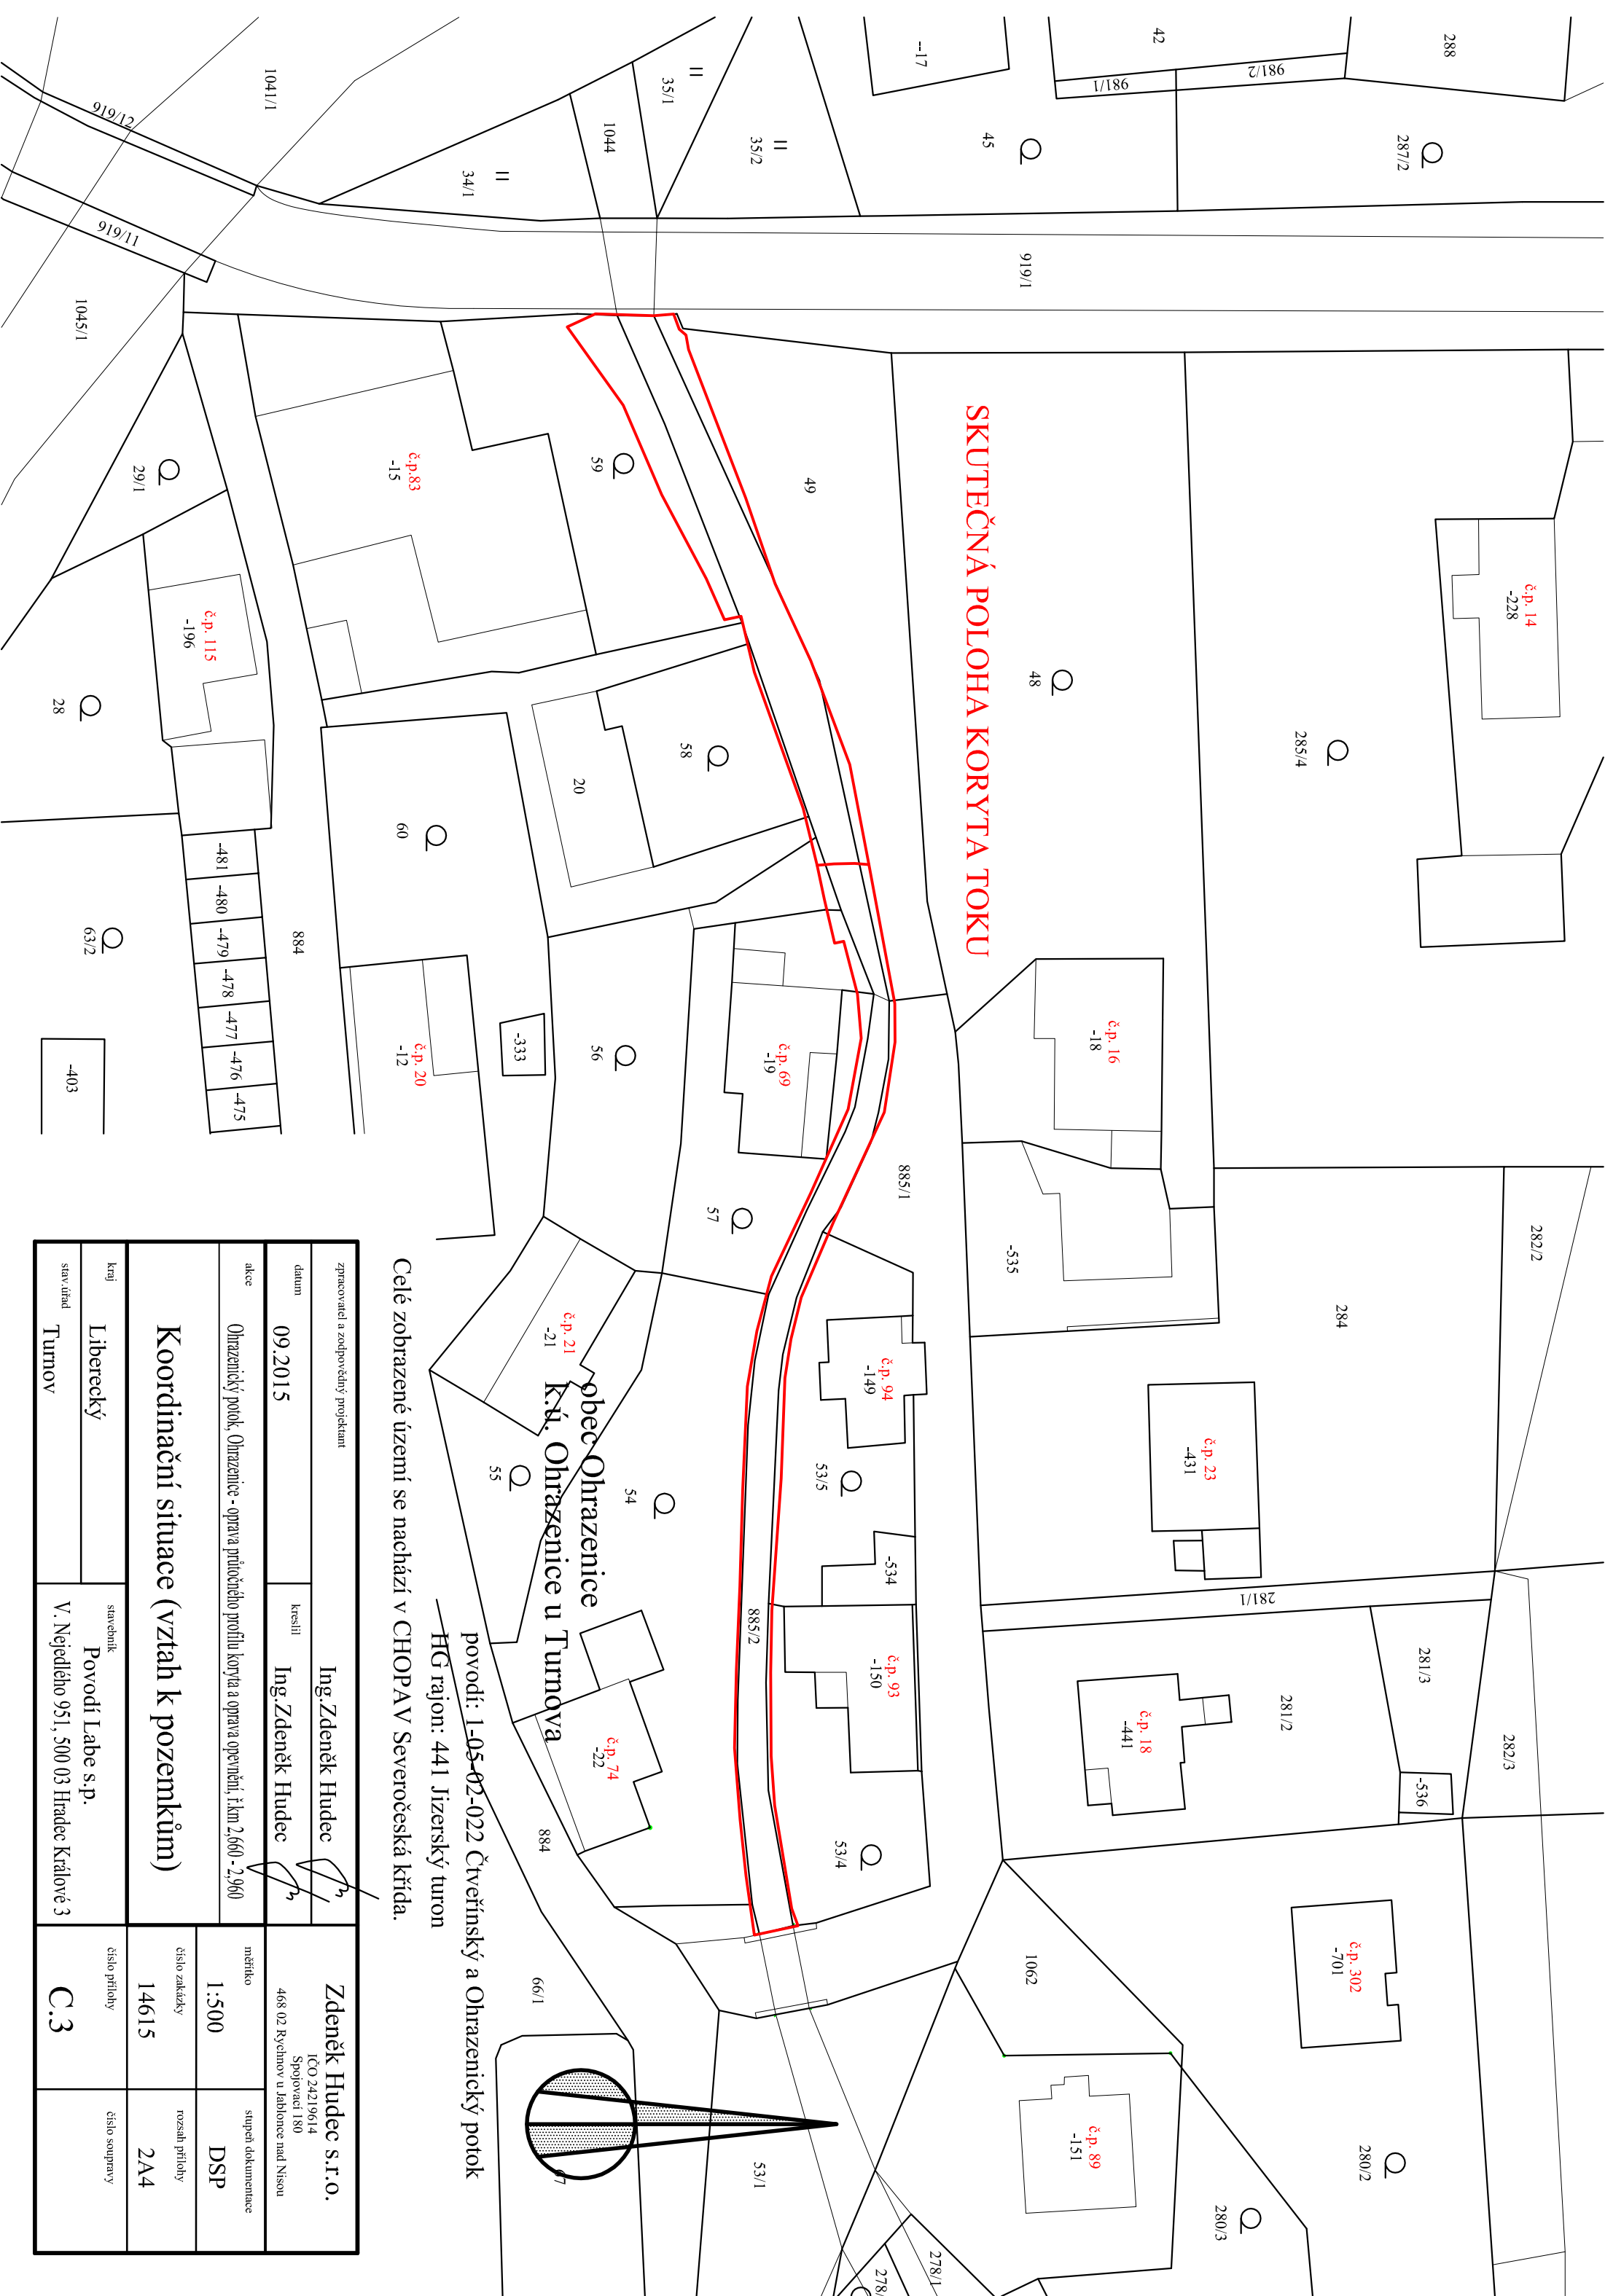 288
287/2
42
981/2
981/1
45
-17
35/2
35/1
1044
34/1
1041/1
919/12
919/11
1045/1
919/1
SKUTEČNÁ POLOHA KORYTA TOKU
č.p. 14
-228
285/4
48
49
59
č.p.83
-15
29/1
č.p. 115
-196
28
58
20
60
884
-481
-480
-479
-478
-477
-476
-475
63/2
-403
č.p. 20
-12
-333
56
č.p. 69
-19
57
č.p. 16
-18
885/1
-535
282/2
284
č.p. 23
-431
281/1
281/3
282/3
281/2
č.p. 18
-441
-536
č.p. 94
-149
53/5
-534
č.p. 93
-150
885/2
53/4
č.p. 21
-21
54
55
č.p. 74
-22
884
66/1
67
53/1
1062
č.p. 302
-701
č.p. 89
-151
280/2
280/3
278/1
obec Ohrazenice
k.ú. Ohrazenice u Turnova
povodí: 1-05-02-022 Čtveřínský a Ohrazenický potok
HG rajon: 441 Jizerský turon
Celé zobrazené území se nachází v CHOPAV Severočeská křída.
zpracovatel a zodpovědný projektant
Ing.Zdeněk Hudec
datum
09.2015
kreslil
Ing.Zdeněk Hudec
Zdeněk Hudec s.r.o.
IČO 24219614
Spojovací 180
468 02 Rychnov u Jablonce nad Nisou
akce
Ohrazenický potok, Ohrazenice - oprava průtočného profilu koryta a oprava opevnění, ř.km 2,660 - 2,960
měřítko
1:500
stupeň dokumentace
DSP
Koordinační situace (vztah k pozemkům)
číslo zakázky
14615
rozsah přílohy
2A4
kraj
Liberecký
stav.úřad
Turnov
stavebník
Povodí Labe s.p.
V. Nejedlého 951, 500 03 Hradec Králové 3
číslo přílohy
C.3
číslo soupravy